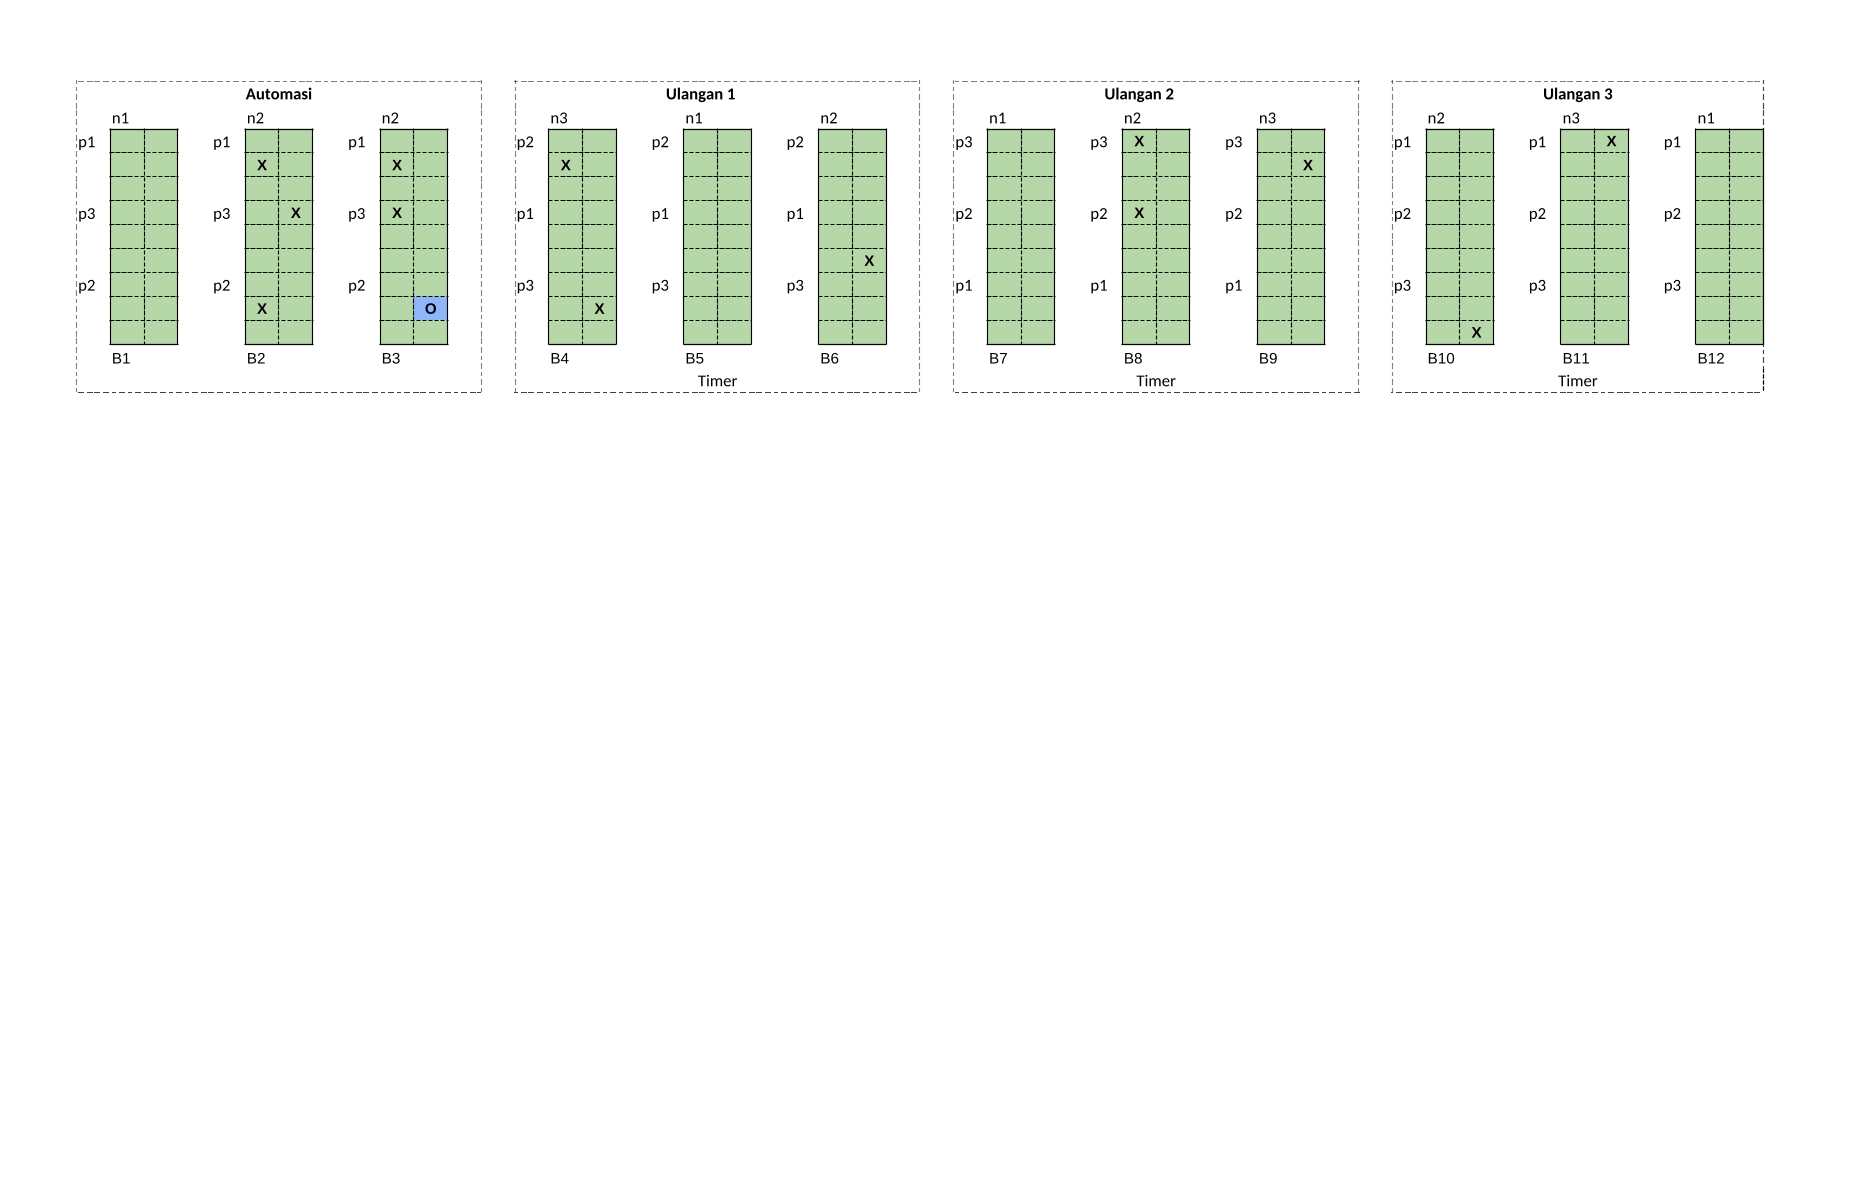 Automasi Ulangan 1 Ulangan 2 Ulangan 3
n1 n2 n2 n3 n1 n2 n1 n2 n3 n2 n3 n1
p1 p1 p1 p2 p2 p2 p3 p3 X p3 p1 p1 X p1
X X X X
p3 p3 X p3 X p1 p1 p1 p2 p2 X p2 p2 p2 p2
X
p2 p2 p2 p3 p3 p3 p1 p1 p1 p3 p3 p3
X O X
X
B1 B2 B3 B4 B5 B6 B7 B8 B9 B10 B11 B12
Timer Timer Timer